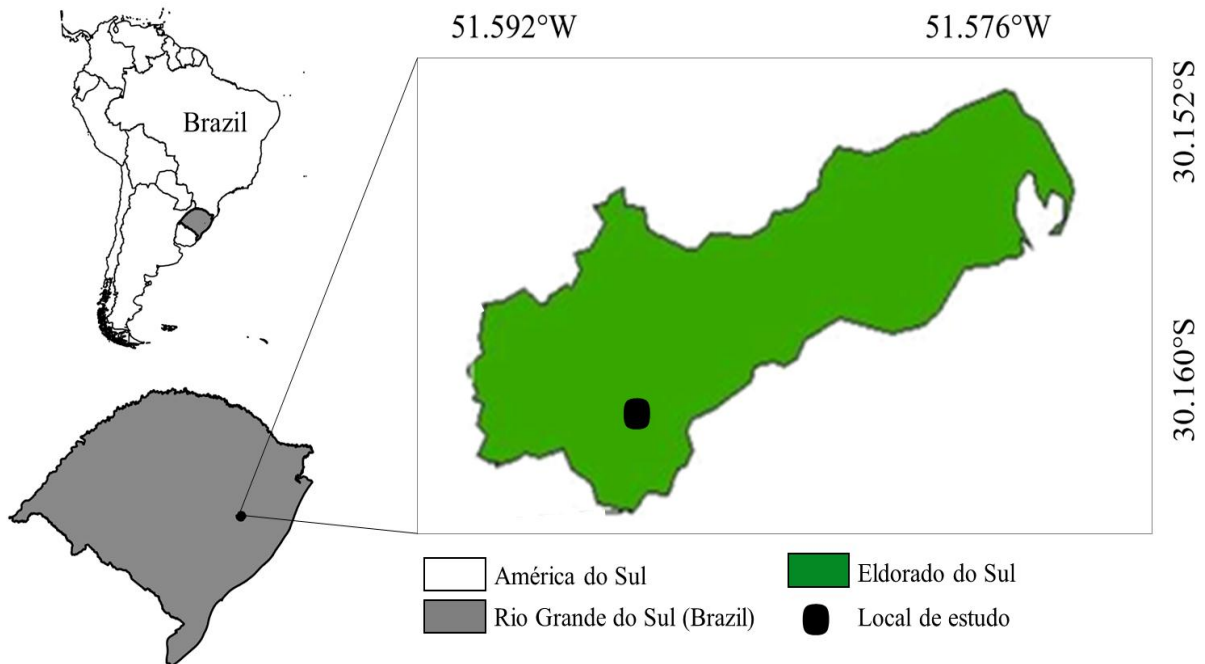 51.592°W
51.576°W
30.152°S
30.160°S
Brazil
América do Sul
Rio Grande do Sul (Brazil)
Eldorado do Sul
Local de estudo